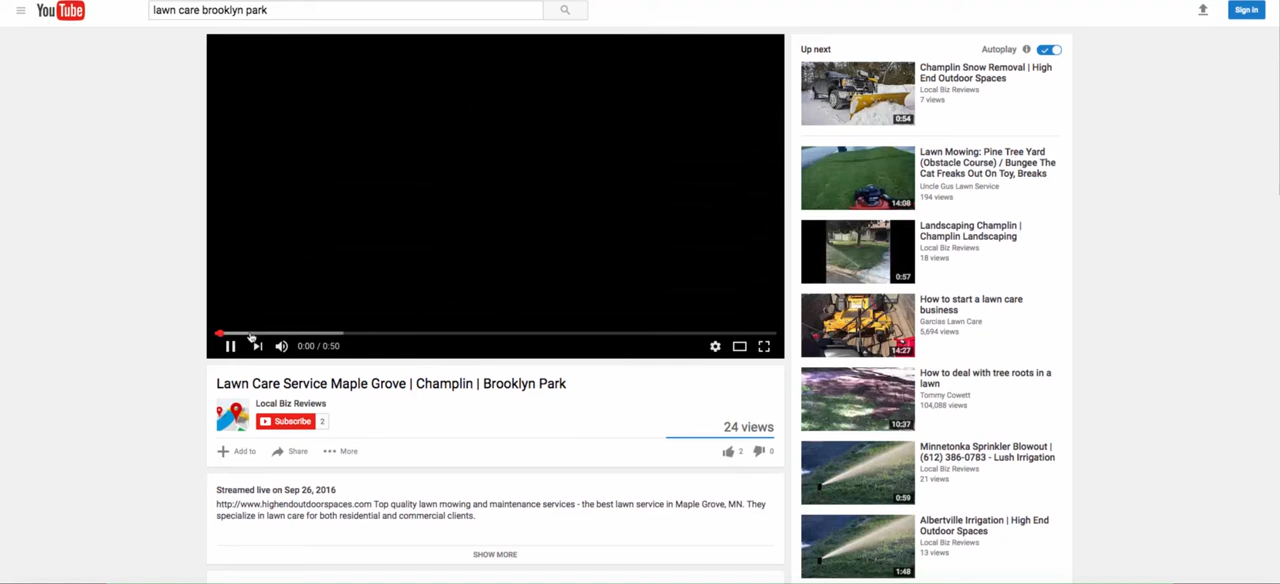 YouTube
lawn care brooklyn park
Sign in
0:00 / 0:50
Lawn Care Service Maple Grove | Champlin | Brooklyn Park
Local Biz Reviews
Subscribe 2
24 views
Add to Share More
2 0
Streamed live on Sep 26, 2016
http://www.highendoutdoorspaces.com Top quality lawn mowing and maintenance services - the best lawn service in Maple Grove, MN. They
specialize in lawn care for both residential and commercial clients.
SHOW MORE
Up next
Autoplay
Champlin Snow Removal | High
End Outdoor Spaces
Local Biz Reviews
7 views
0:54
Lawn Mowing: Pine Tree Yard
(Obstacle Course) / Bungee The
Cat Freaks Out On Toy, Breaks
Uncle Gus Lawn Service
194 views
14:08
Landscaping Champlin |
Champlin Landscaping
Local Biz Reviews
18 views
0:57
How to start a lawn care
business
Garcias Lawn Care
5,694 views
14:27
How to deal with tree roots in a
lawn
Tommy Cowett
104,088 views
10:37
Minnetonka Sprinkler Blowout |
(612) 386-0783 - Lush Irrigation
Local Biz Reviews
21 views
0:59
Albertville Irrigation | High End
Outdoor Spaces
Local Biz Reviews
13 views
1:48